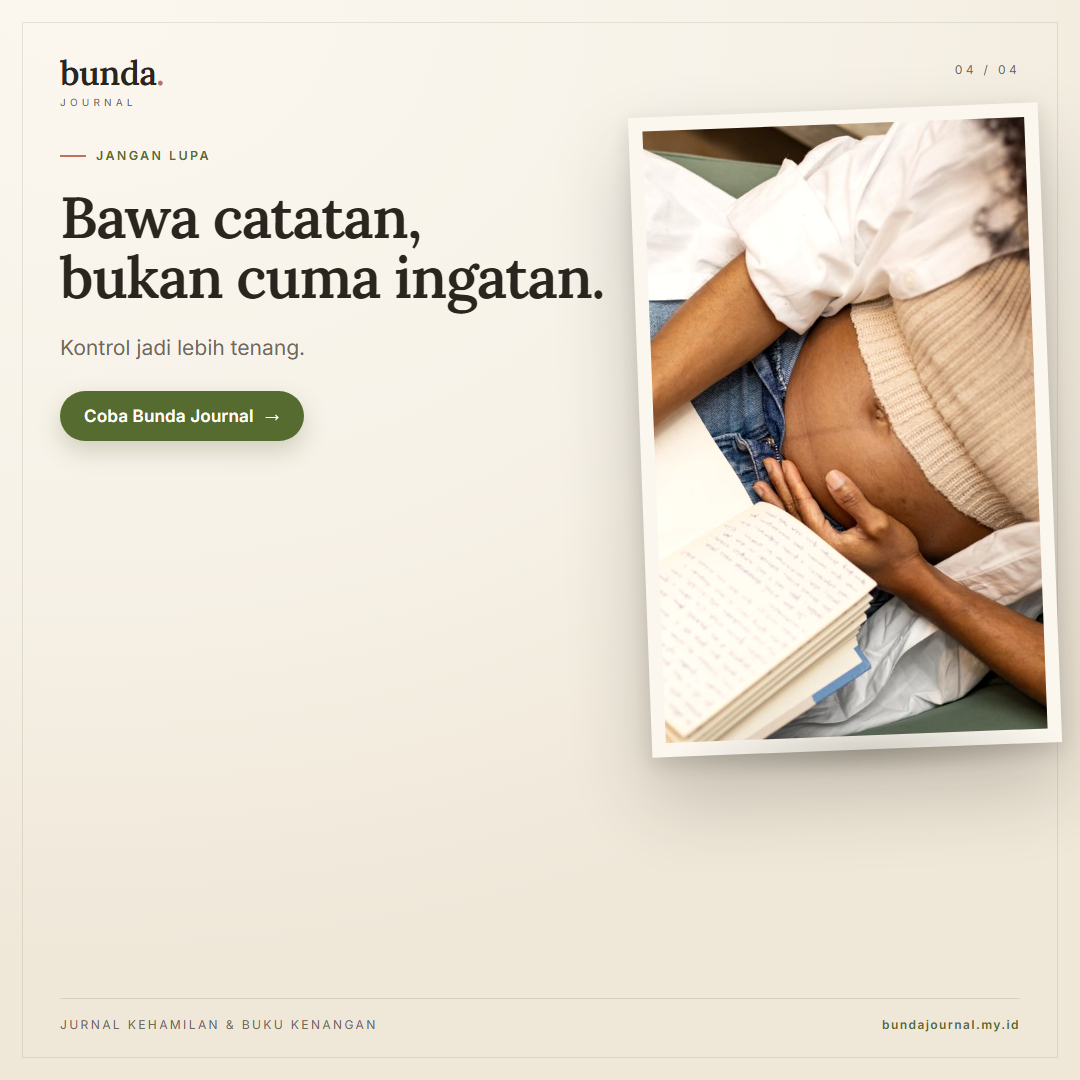 bunda.
JOURNAL
04 / 04
JANGAN LUPA
Bawa catatan,
bukan cuma ingatan.
Kontrol jadi lebih tenang.
Coba Bunda Journal →
JURNAL KEHAMILAN & BUKU KENANGAN
bundajournal.my.id